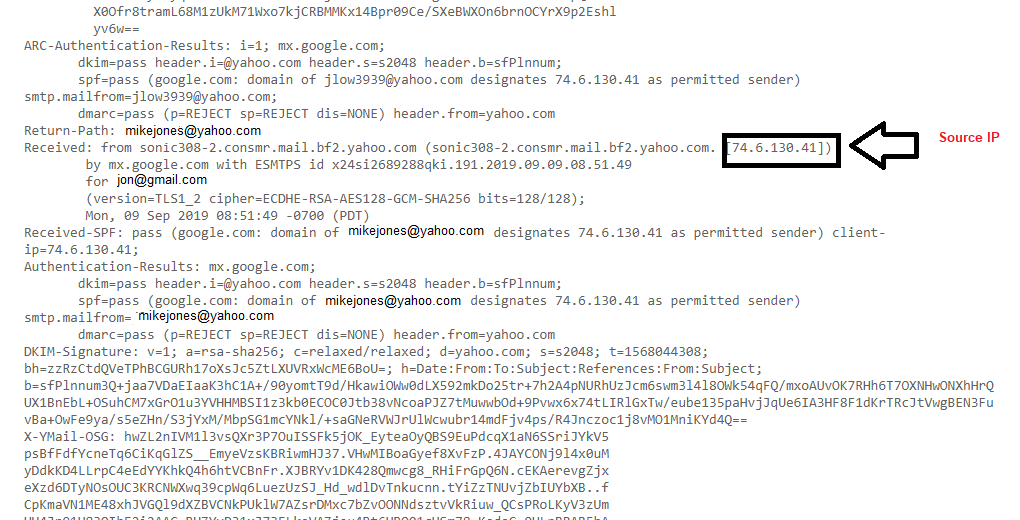 X0Ofr8tramL68M1zUkM71Wxo7kjCRBMMKx14Bpr09Ce/SXeBWXOn6brnOCYrX9p2Eshl
yv6w==
ARC-Authentication-Results: i=1; mx.google.com;
dkim=pass header.i=@yahoo.com header.s=s2048 header.b=sfPlnnum;
spf=pass (google.com: domain of jlow3939@yahoo.com designates 74.6.130.41 as permitted sender)
smtp.mailfrom=jlow3939@yahoo.com;
dmarc=pass (p=REJECT sp=REJECT dis=NONE) header.from=yahoo.com
Return-Path: mikejones@yahoo.com
Received: from sonic308-2.consmr.mail.bf2.yahoo.com (sonic308-2.consmr.mail.bf2.yahoo.com. [74.6.130.41])
Source IP
by mx.google.com with ESMTPS id x24si2689288qki.191.2019.09.09.08.51.49
for jon@gmail.com
(version=TLS1_2 cipher=ECDHE-RSA-AES128-GCM-SHA256 bits=128/128);
Mon, 09 Sep 2019 08:51:49 -0700 (PDT)
Received-SPF: pass (google.com: domain of mikejones@yahoo.com designates 74.6.130.41 as permitted sender) client-
ip=74.6.130.41;
Authentication-Results: mx.google.com;
dkim=pass header.i=@yahoo.com header.s=s2048 header.b=sfPlnnum;
spf=pass (google.com: domain of mikejones@yahoo.com designates 74.6.130.41 as permitted sender)
smtp.mailfrom= mikejones@yahoo.com
dmarc=pass (p=REJECT sp=REJECT dis=NONE) header.from=yahoo.com
DKIM-Signature: v=1; a=rsa-sha256; c=relaxed/relaxed; d=yahoo.com; s=s2048; t=1568044308;
bh=zzRzCtdQVeTPhBCGURh17oXsJc5ZtLXUVRxWcME6BoU=; h=Date:From:To:Subject:References:From:Subject;
b=sfPlnnum3Q+jaa7VDaEIaaK3hC1A+/90yomtT9d/HkawiOWw0dLX592mkDo25tr+7h2A4pNURhUzJcm6swm3l4l8OWk54qFQ/mxoAUvOK7RHh6T7OXNHwONXhHrQ
UX1BnEbL+OSuhCM7xGrO1u3YVHHMBSI1z3kb0ECOC0Jtb38vNcoaPJZ7tMuwwbOd+9Pvwx6x74tLIRlGxTw/eube135paHvjJqUe6IA3HF8F1dKrTRcJtVwgBEN3Fu
vBa+OwFe9ya/s5eZHn/S3jYxM/MbpSG1mcYNkl/+saGNeRVWJrUlWcwubr14mdFjv4ps/R4Jnczoc1j8vMO1MniKYd4Q==
X-YMail-OSG: hwZL2nIVM1l3vsQXr3P7OuISSFk5jOK_EyteaOyQBS9EuPdcqX1aN6SSriJYkV5
psBfFdfYcneTq6CiKqGlZS__EmyeVzsKBRiwmHJ37.VHwMIBoaGyef8XvFzP.4JAYCONj9l4x0uM
yDdkKD4LLrpC4eEdYYKhkQ4h6htVCBnFr.XJBRYv1DK428Qmwcg8_RHiFrGpQ6N.cEKAerevgZjx
eXzd6DTyNOsOUC3KRCNWXwq39cpWq6LuezUzSJ_Hd_wdlDvTnkucnn.tYiZzTNUvjZbIUYbXB..f
CpKmaVN1ME48xhJVGQl9dXZBVCNkPUklW7AZsrDMxc7bZvOONNdsztvVkRiuw_QCsPRoLKyV3zUm